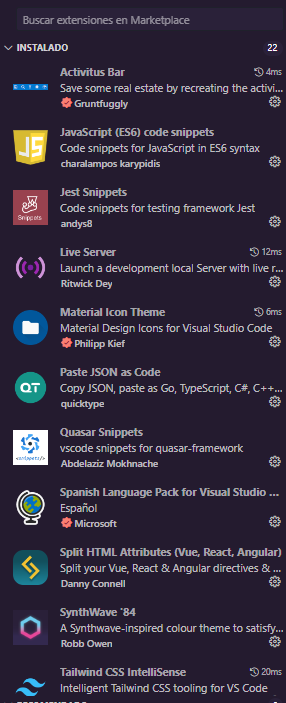 Buscar extensiones en Marketplace
INSTALADO 22
Activitus Bar 4ms
Save some real estate by recreating the activi...
Gruntfuggly
JS
JavaScript (ES6) code snippets
Code snippets for JavaScript in ES6 syntax
charalampos karypidis
Snippets
Jest Snippets
Code snippets for testing framework Jest
andys8
Live Server 12ms
Launch a development local Server with live r...
Ritwick Dey
Material Icon Theme 6ms
Material Design Icons for Visual Studio Code
Philipp Kief
QT
Paste JSON as Code
Copy JSON, paste as Go, TypeScript, C#, C++...
quicktype
<snippets/>
Quasar Snippets
vscode snippets for quasar-framework
Abdelaziz Mokhnache
Spanish Language Pack for Visual Studio ...
Español
Microsoft
Split HTML Attributes (Vue, React, Angular)
Split your Vue, React & Angular directives & ...
Danny Connell
SynthWave '84
A Synthwave-inspired colour theme to satisfy...
Robb Owen
Tailwind CSS IntelliSense 20ms
Intelligent Tailwind CSS tooling for VS Code